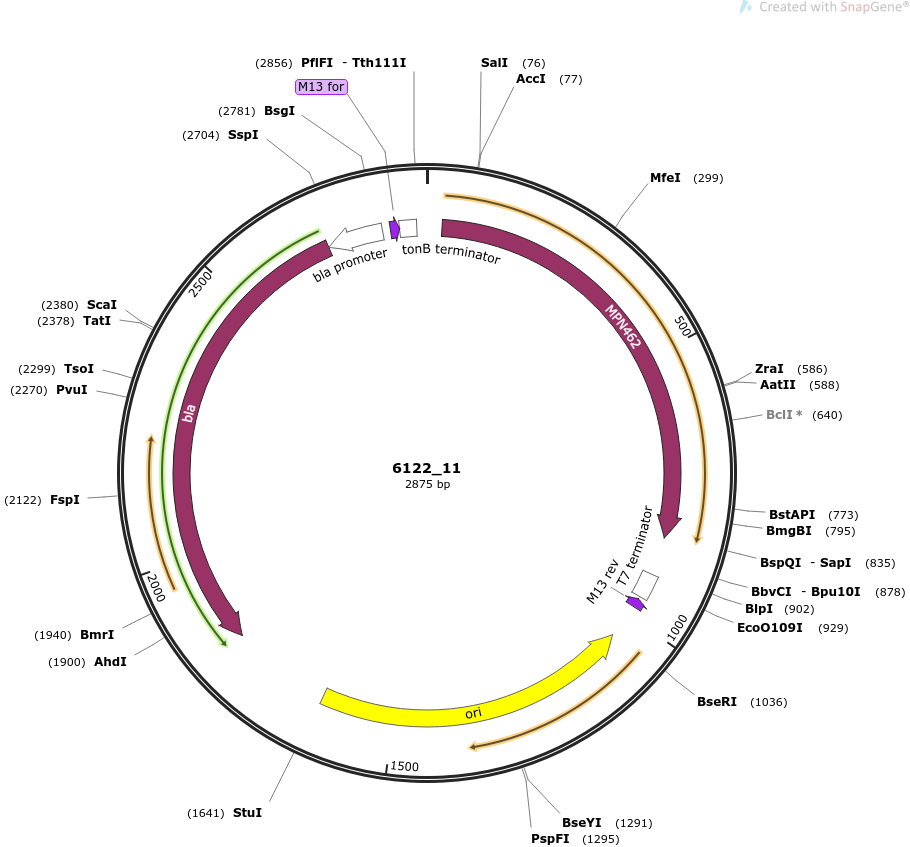 Created with SnapGene®
(2856) PflFI - Tth111I
SalI (76)
M13 for
AccI (77)
(2781) BsgI
(2704) SspI
MfeI (299)
bla promoter
tonB terminator
2500
(2380) ScaI
(2378) TatI
MPN462
500
(2299) TsoI
(2270) PvuI
ZraI (586)
AatII (588)
BclI * (640)
bla
6122_11
2875 bp
(2122) FspI
BstAPI (773)
BmgBI (795)
T7 terminator
M13 rev
BspQI - SapI (835)
2000
BbvCI - Bpu10I (878)
BlpI (902)
EcoO109I (929)
1000
(1940) BmrI
(1900) AhdI
BseRI (1036)
ori
1500
(1641) StuI
BseYI (1291)
PspFI (1295)